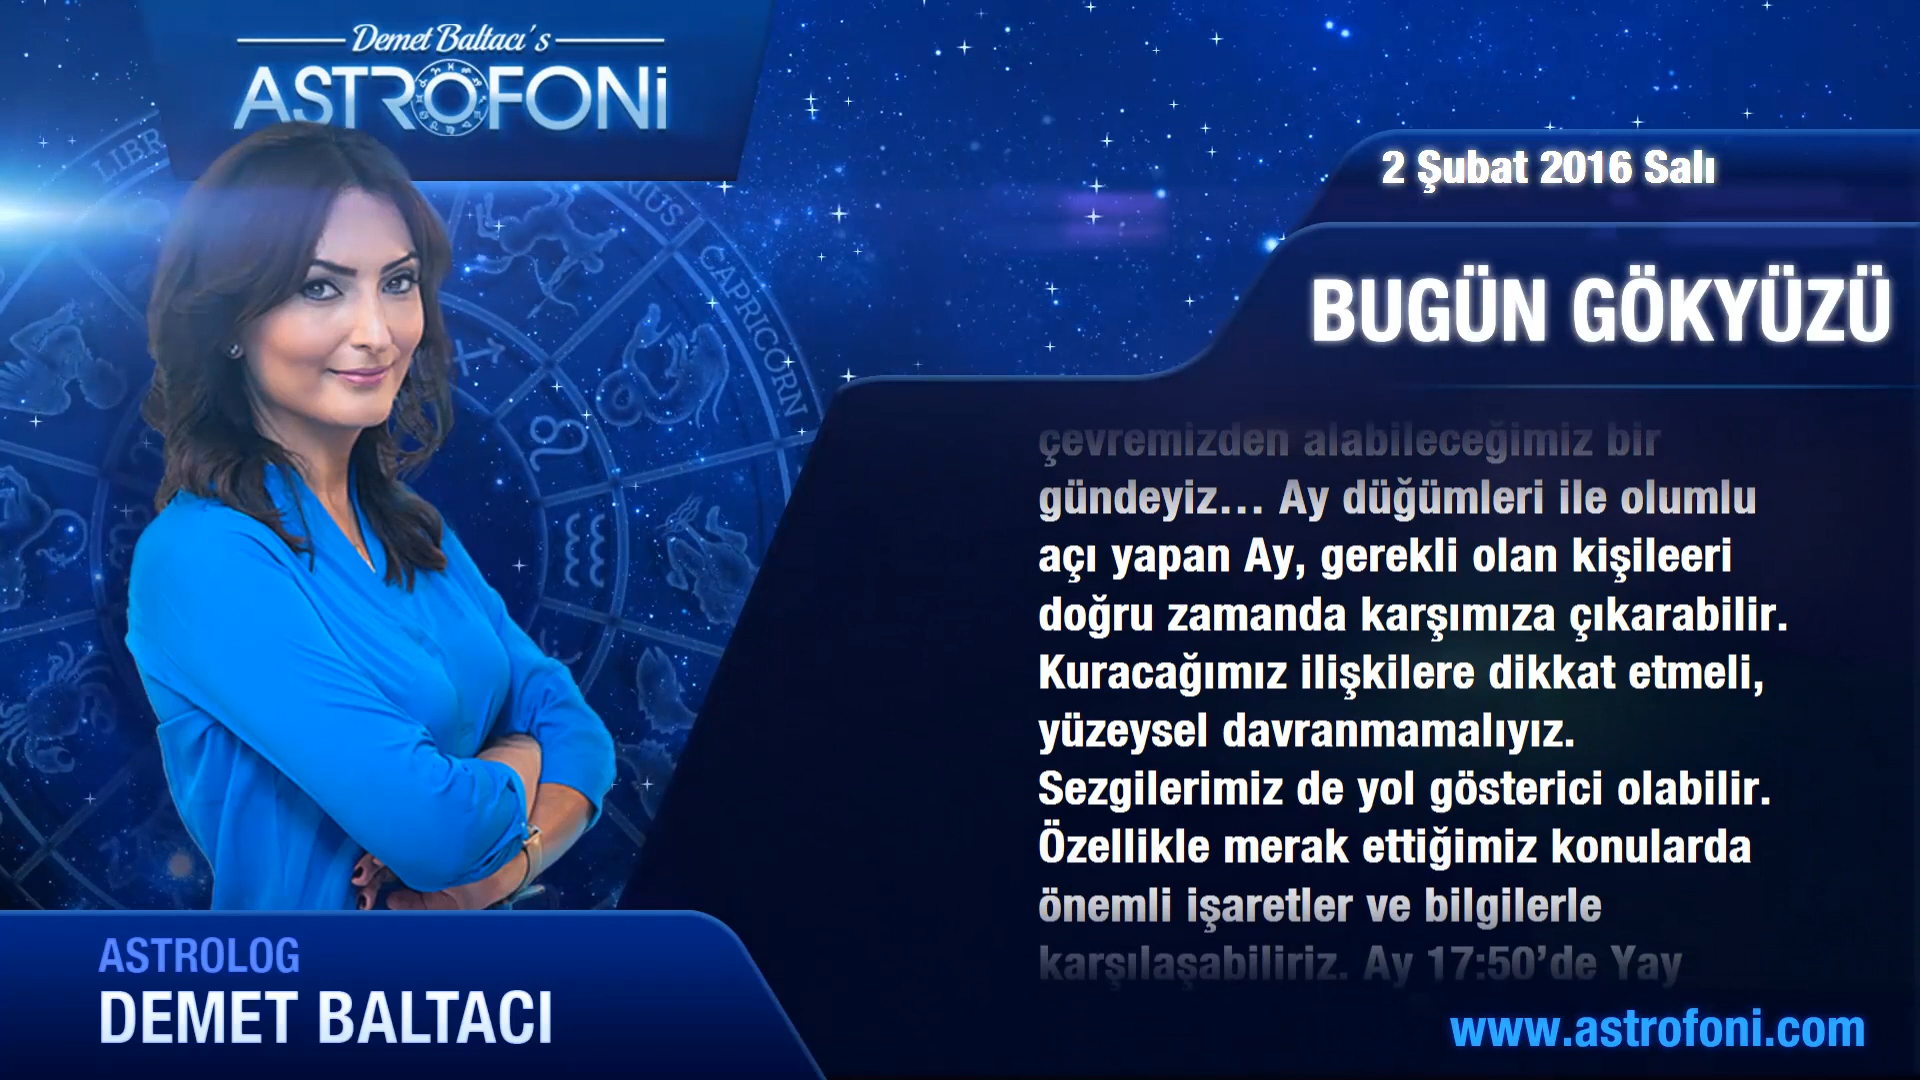 Demet Baltacı's
ASTROFONi
2 Şubat 2016 Salı
BUGÜN GÖKYÜZÜ
LIBR
RIUS
CAPRICORN
çevremizden alabileceğimiz bir
gündeyiz… Ay düğümleri ile olumlu
açı yapan Ay, gerekli olan kişileeri
doğru zamanda karşımıza çıkarabilir.
Kuracağımız ilişkilere dikkat etmeli,
yüzeysel davranmamalıyız.
Sezgilerimiz de yol gösterici olabilir.
Özellikle merak ettiğimiz konularda
önemli işaretler ve bilgilerle
karşılaşabiliriz. Ay 17:50’de Yay
ASTROLOG
DEMET BALTACI
www.astrofoni.com